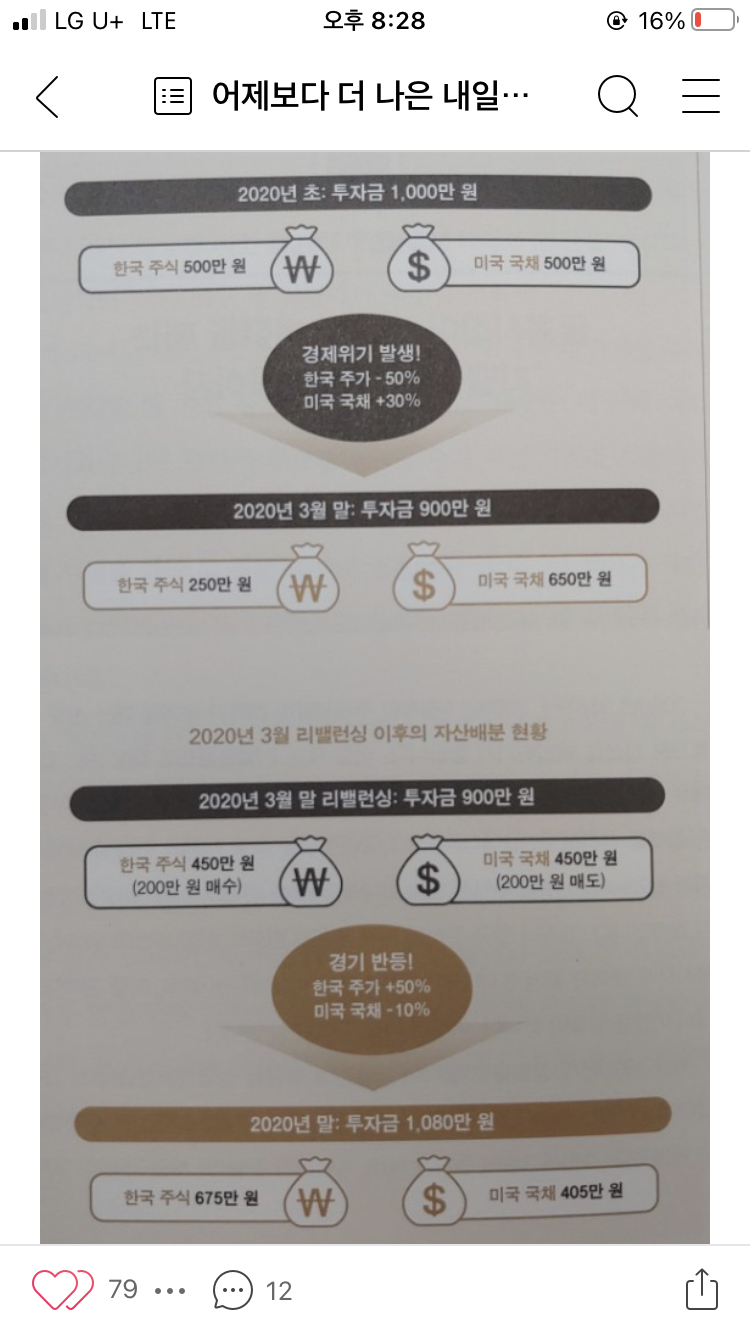 LG U+ LTE 오후 8:28 16%
어제보다 더 나은 내일…
2020년 초: 투자금 1,000만 원
한국 주식 500만 원 ₩ $ 미국 국채 500만 원
경제위기 발생!
한국 주가 - 50%
미국 국채 +30%
2020년 3월 말: 투자금 900만 원
한국 주식 250만 원 ₩ $ 미국 국채 650만 원
2020년 3월 리밸런싱 이후의 자산배분 현황
2020년 3월 말 리밸런싱: 투자금 900만 원
한국 주식 450만 원
(200만 원 매수)
₩ $
미국 국채 450만 원
(200만 원 매도)
경기 반등!
한국 주가 +50%
미국 국채 -10%
2020년 말: 투자금 1,080만 원
한국 주식 675만 원 ₩ $ 미국 국채 405만 원
79 ••• 12